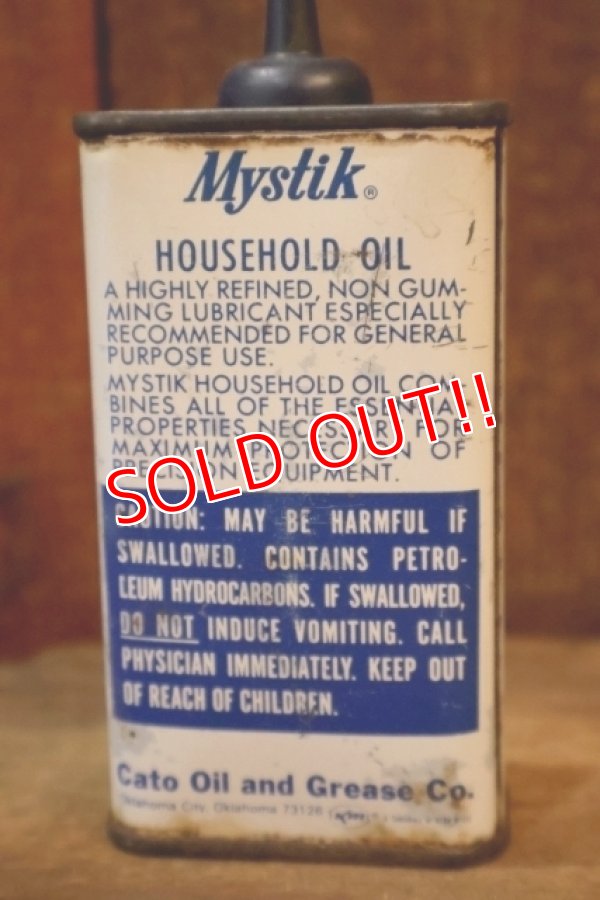 Mystik®
HOUSEHOLD OIL
A HIGHLY REFINED, NON GUM-
MING LUBRICANT ESPECIALLY
RECOMMENDED FOR GENERAL
PURPOSE USE.
MYSTIK HOUSEHOLD OIL COM-
BINES ALL OF THE ESSENTIAL
PROPERTIES NECESSARY FOR
MAXIMUM PROTECTION OF
PRECISION EQUIPMENT.
SOLD OUT!!
CAUTION: MAY BE HARMFUL IF
SWALLOWED. CONTAINS PETRO-
LEUM HYDROCARBONS. IF SWALLOWED,
DO NOT INDUCE VOMITING. CALL
PHYSICIAN IMMEDIATELY. KEEP OUT
OF REACH OF CHILDREN.
Cato Oil and Grease Co.
Oklahoma City, Oklahoma 73126